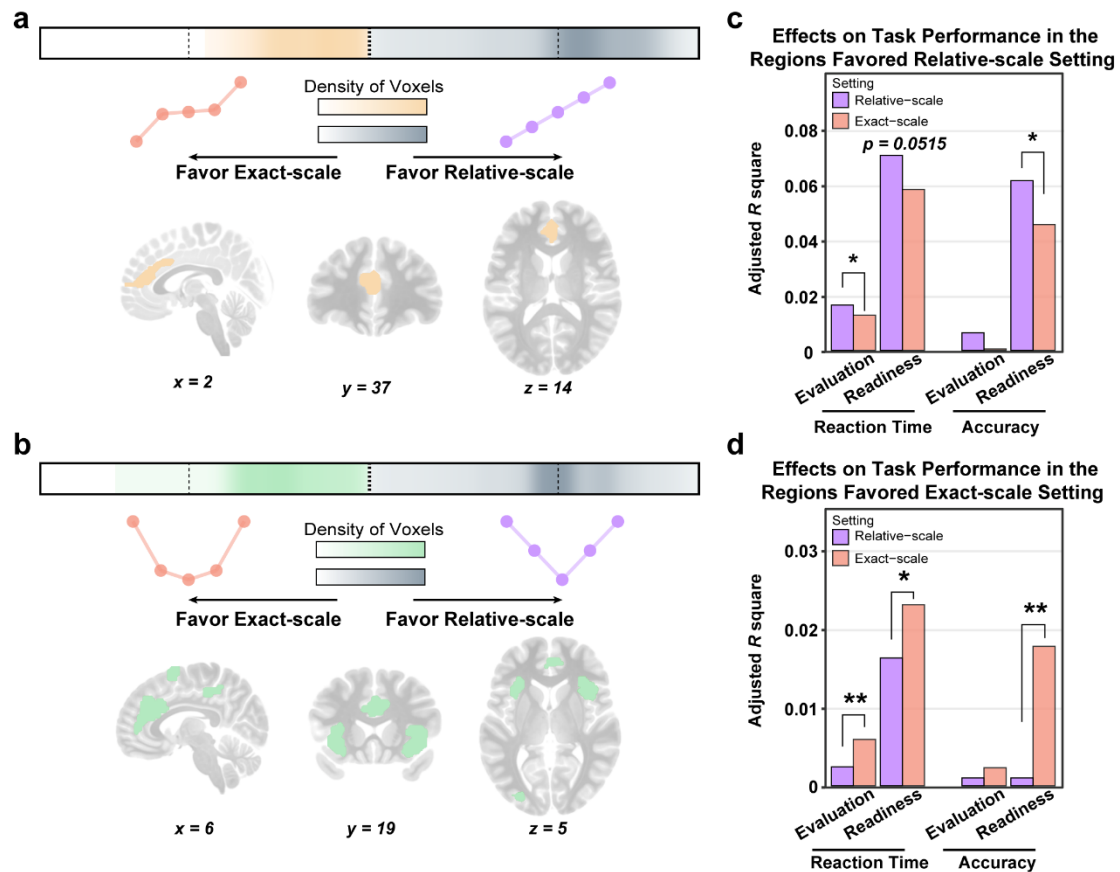 a
Density of Voxels
Favor Exact-scale
Favor Relative-scale
x = 2
y = 37
z = 14
b
Density of Voxels
Favor Exact-scale
Favor Relative-scale
x = 6
y = 19
z = 5
c
Effects on Task Performance in the
Regions Favored Relative-scale Setting
Setting
Relative−scale
Exact−scale
Adjusted R square
0.08
0.06
0.04
0.02
0
*
p = 0.0515
*
Evaluation
Readiness
Evaluation
Readiness
Reaction Time
Accuracy
d
Effects on Task Performance in the
Regions Favored Exact-scale Setting
Setting
Relative−scale
Exact−scale
Adjusted R square
0.03
0.02
0.01
0
**
*
**
Evaluation
Readiness
Evaluation
Readiness
Reaction Time
Accuracy